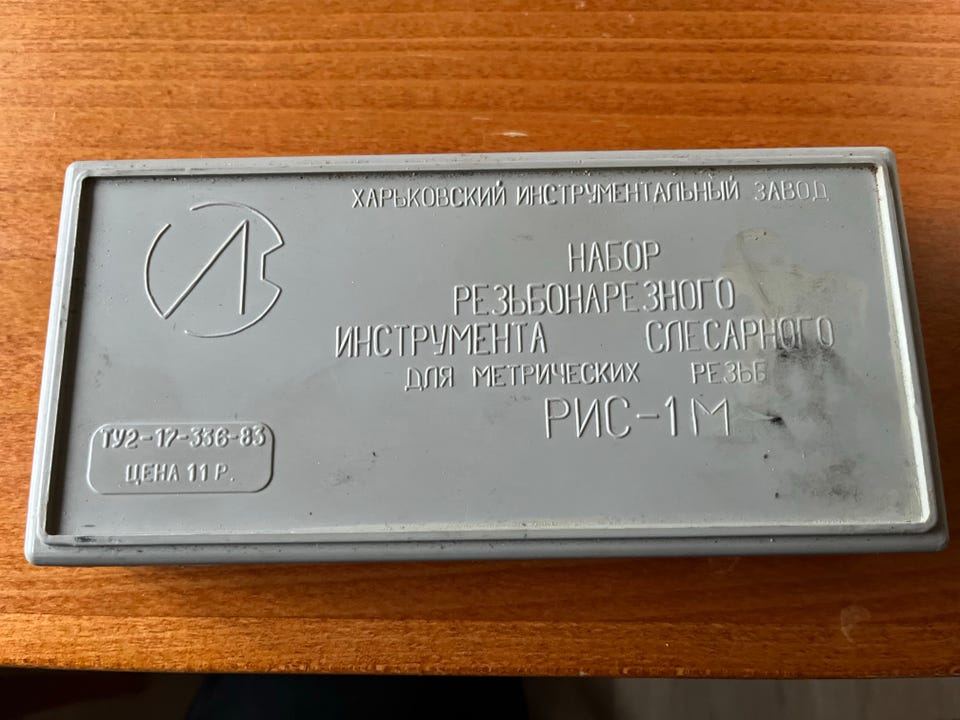 ХАРЬКОВСКИЙ ИНСТРУМЕНТАЛЬНЫЙ ЗАВОД
НАБОР
РЕЗЬБОНАРЕЗНОГО
ИНСТРУМЕНТА СЛЕСАРНОГО
ДЛЯ МЕТРИЧЕСКИХ РЕЗЬБ
РИС-1М
ТУ2-17-336-83
ЦЕНА 11 Р.